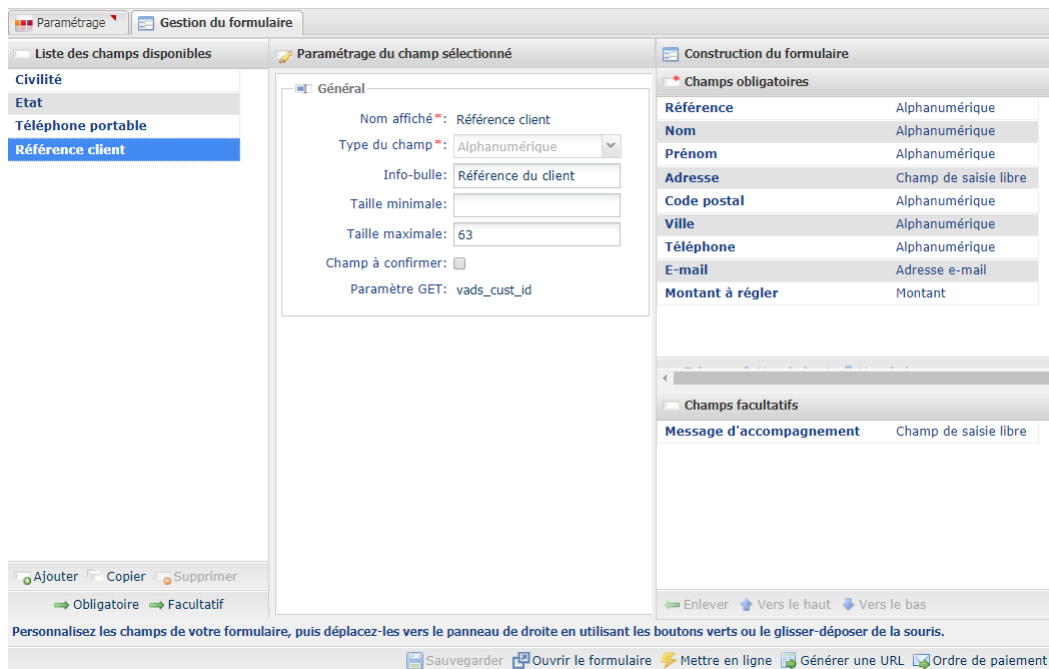 Paramétrage
Gestion du formulaire
Liste des champs disponibles
Civilité
Etat
Téléphone portable
Référence client
Ajouter Copier Supprimer
Obligatoire Facultatif
Paramétrage du champ sélectionné
Général
Nom affiché*: Référence client
Type du champ*: Alphanumérique
Info-bulle: Référence du client
Taille minimale:
Taille maximale: 63
Champ à confirmer:
Paramètre GET: vads_cust_id
Construction du formulaire
* Champs obligatoires
Référence Alphanumérique
Nom Alphanumérique
Prénom Alphanumérique
Adresse Champ de saisie libre
Code postal Alphanumérique
Ville Alphanumérique
Téléphone Alphanumérique
E-mail Adresse e-mail
Montant à régler Montant
Champs facultatifs
Message d'accompagnement Champ de saisie libre
Enlever Vers le haut Vers le bas
Personnalisez les champs de votre formulaire, puis déplacez-les vers le panneau de droite en utilisant les boutons verts ou le glisser-déposer de la souris.
Sauvegarder Ouvrir le formulaire Mettre en ligne Générer une URL Ordre de paiement